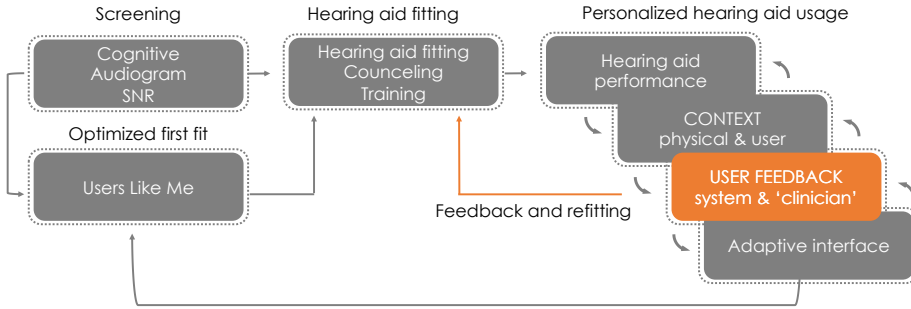 Screening
Cognitive
Audiogram
SNR
Optimized first fit
Users Like Me
Hearing aid fitting
Hearing aid fitting
Counceling
Training
Feedback and refitting
Personalized hearing aid usage
Hearing aid
performance
CONTEXT
physical & user
USER FEEDBACK
system & ‘clinician’
Adaptive interface